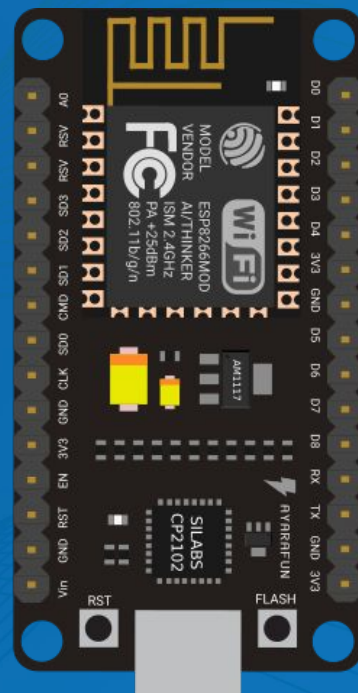 A0
RSV
RSV
SD3
SD2
SD1
CMD
SD0
CLK
GND
3V3
EN
RST
GND
Vin
D0
D1
D2
D3
D4
3V3
GND
D5
D6
D7
D8
RX
TX
GND
3V3
MODEL ESP8266MOD
VENDOR AI/THINKER
ISM 2,4GHz
PA +25dBm
802.11b/g/n
FC
Wi Fi
AM1117
SILABS
CP2102
AYARAFUN
RST
FLASH